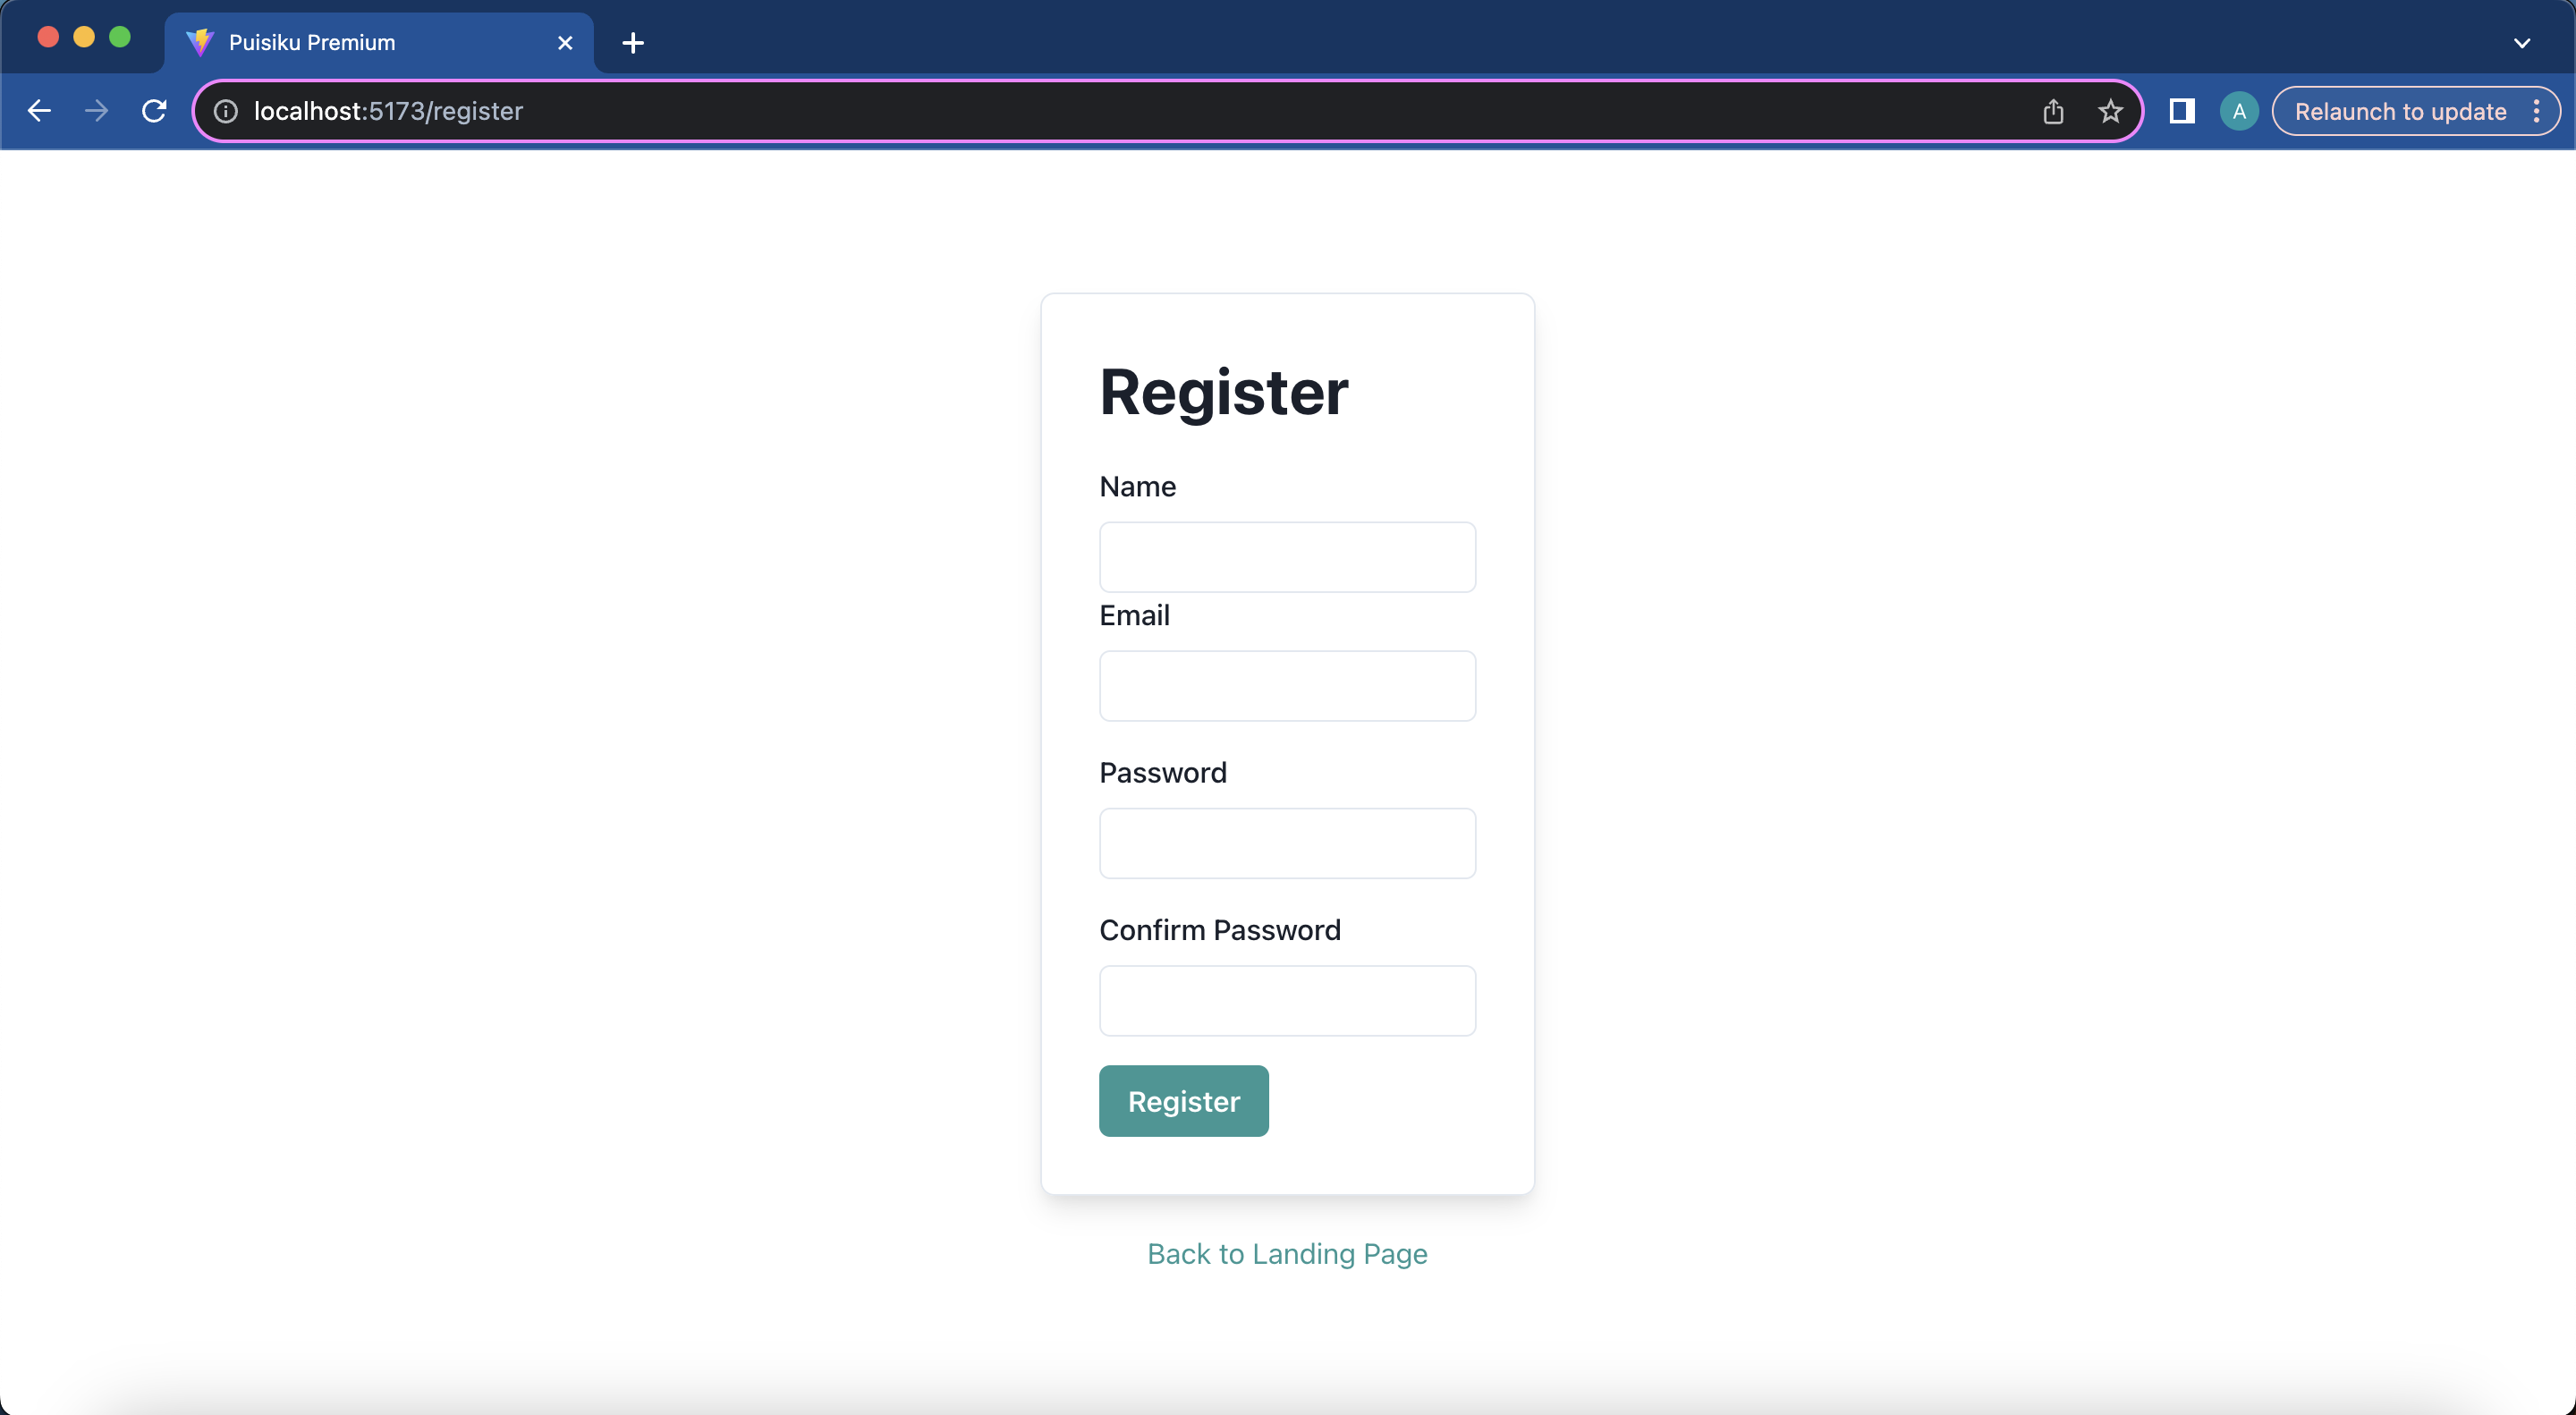 Puisiku Premium
localhost:5173/register
A
Relaunch to update
Register
Name
Email
Password
Confirm Password
Register
Back to Landing Page